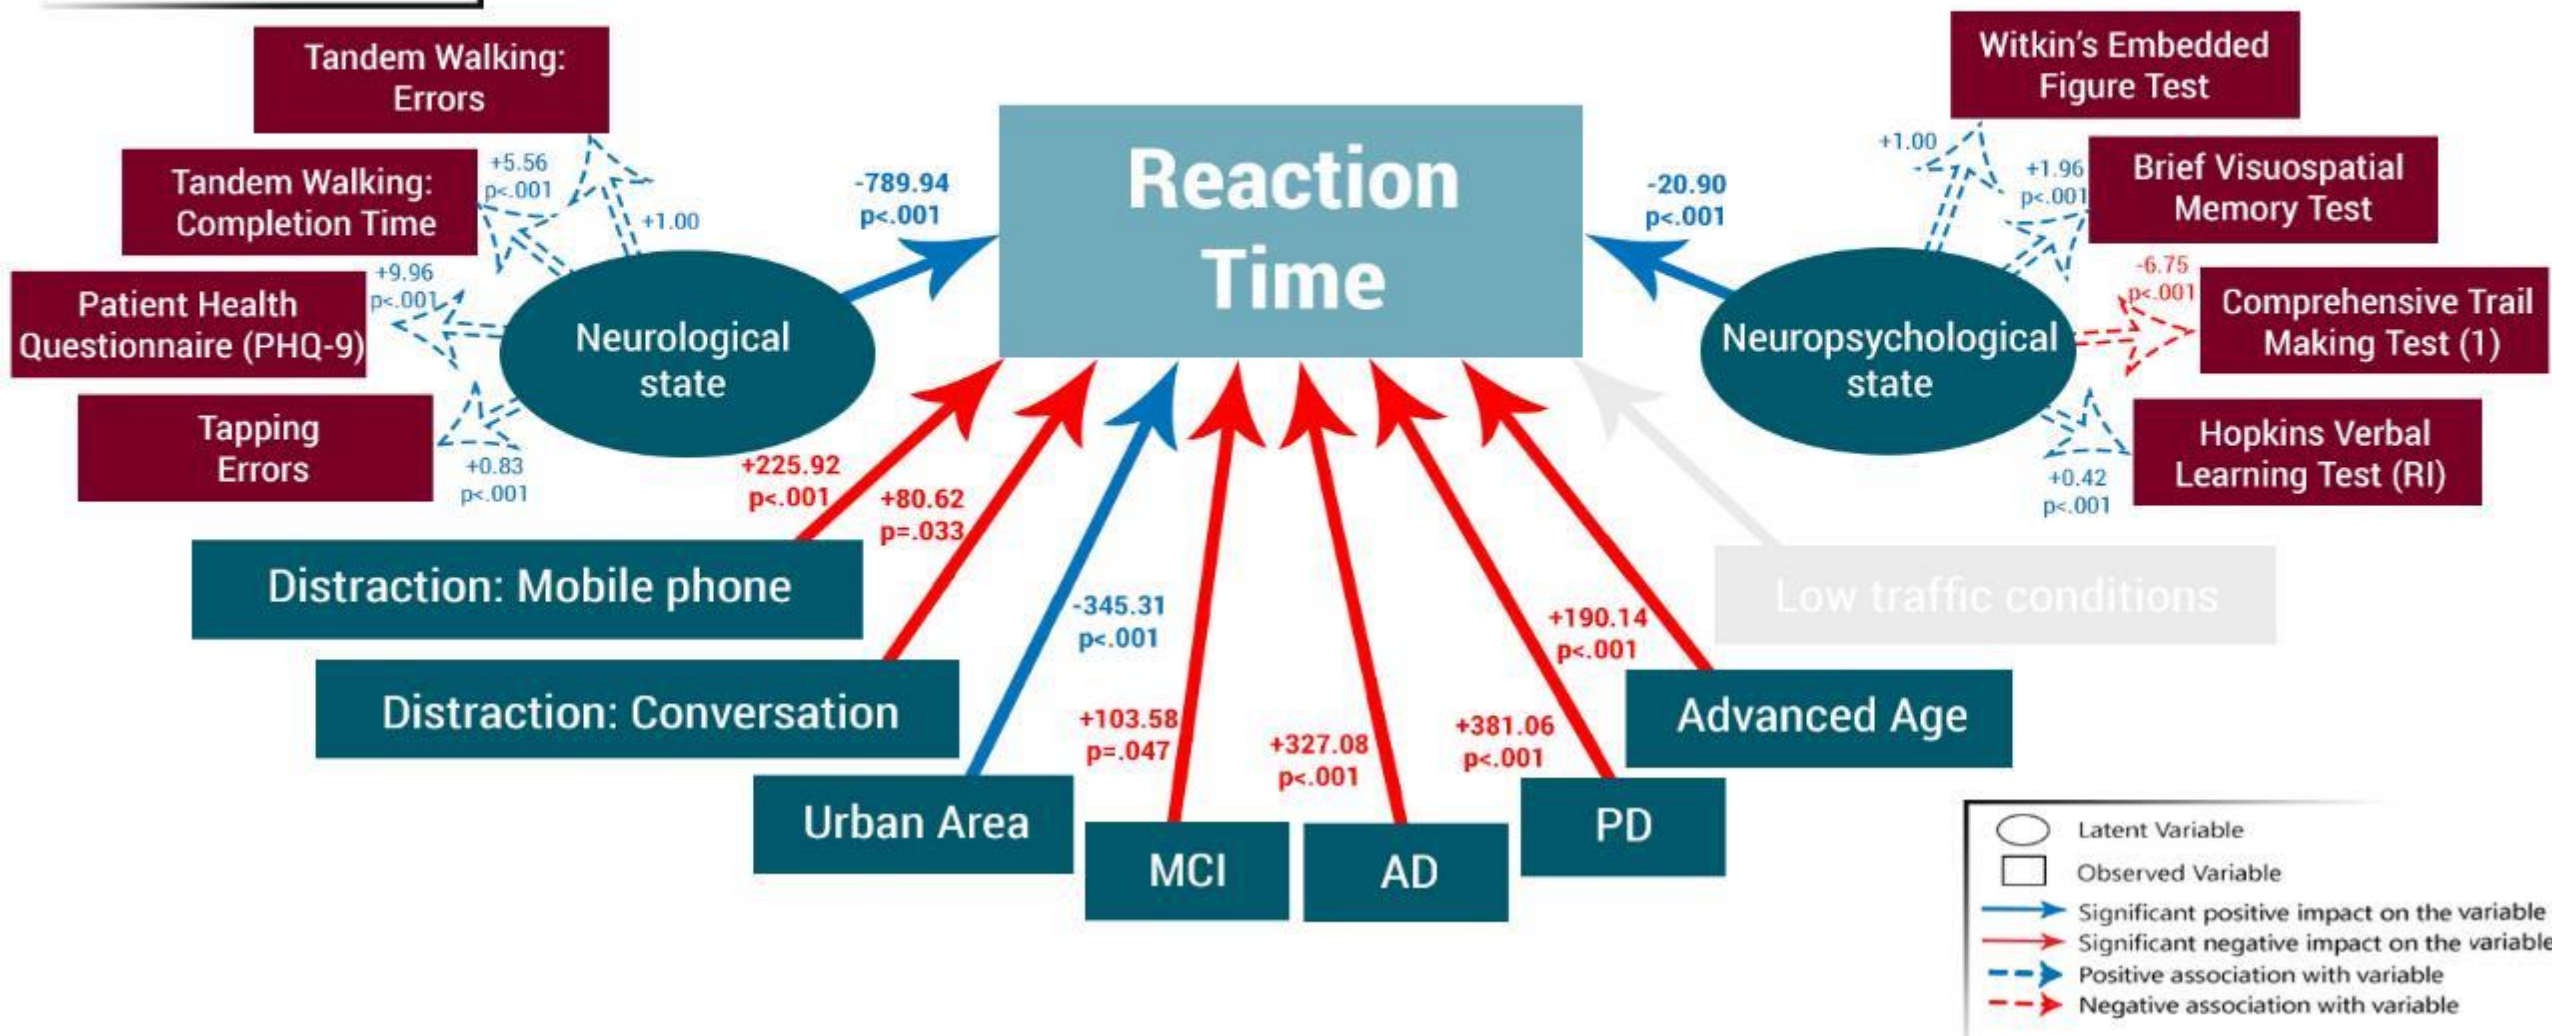 Tandem Walking:
Errors
Tandem Walking:
Completion Time
Patient Health
Questionnaire (PHQ-9)
Tapping
Errors
+5.56
p<.001
+1.00
+9.96
p<.001
+0.83
p<.001
Neurological
state
-789.94
p<.001
Reaction
Time
-20.90
p<.001
Neuropsychological
state
+1.00
+1.96
p<.001
-6.75
p<.001
+0.42
p<.001
Witkin's Embedded
Figure Test
Brief Visuospatial
Memory Test
Comprehensive Trail
Making Test (1)
Hopkins Verbal
Learning Test (RI)
+225.92
p<.001
+80.62
p=.033
-345.31
p<.001
+103.58
p=.047
+327.08
p<.001
+381.06
p<.001
+190.14
p<.001
Distraction: Mobile phone
Distraction: Conversation
Urban Area
MCI
AD
PD
Advanced Age
Low traffic conditions
Latent Variable
Observed Variable
Significant positive impact on the variable
Significant negative impact on the variable
Positive association with variable
Negative association with variable